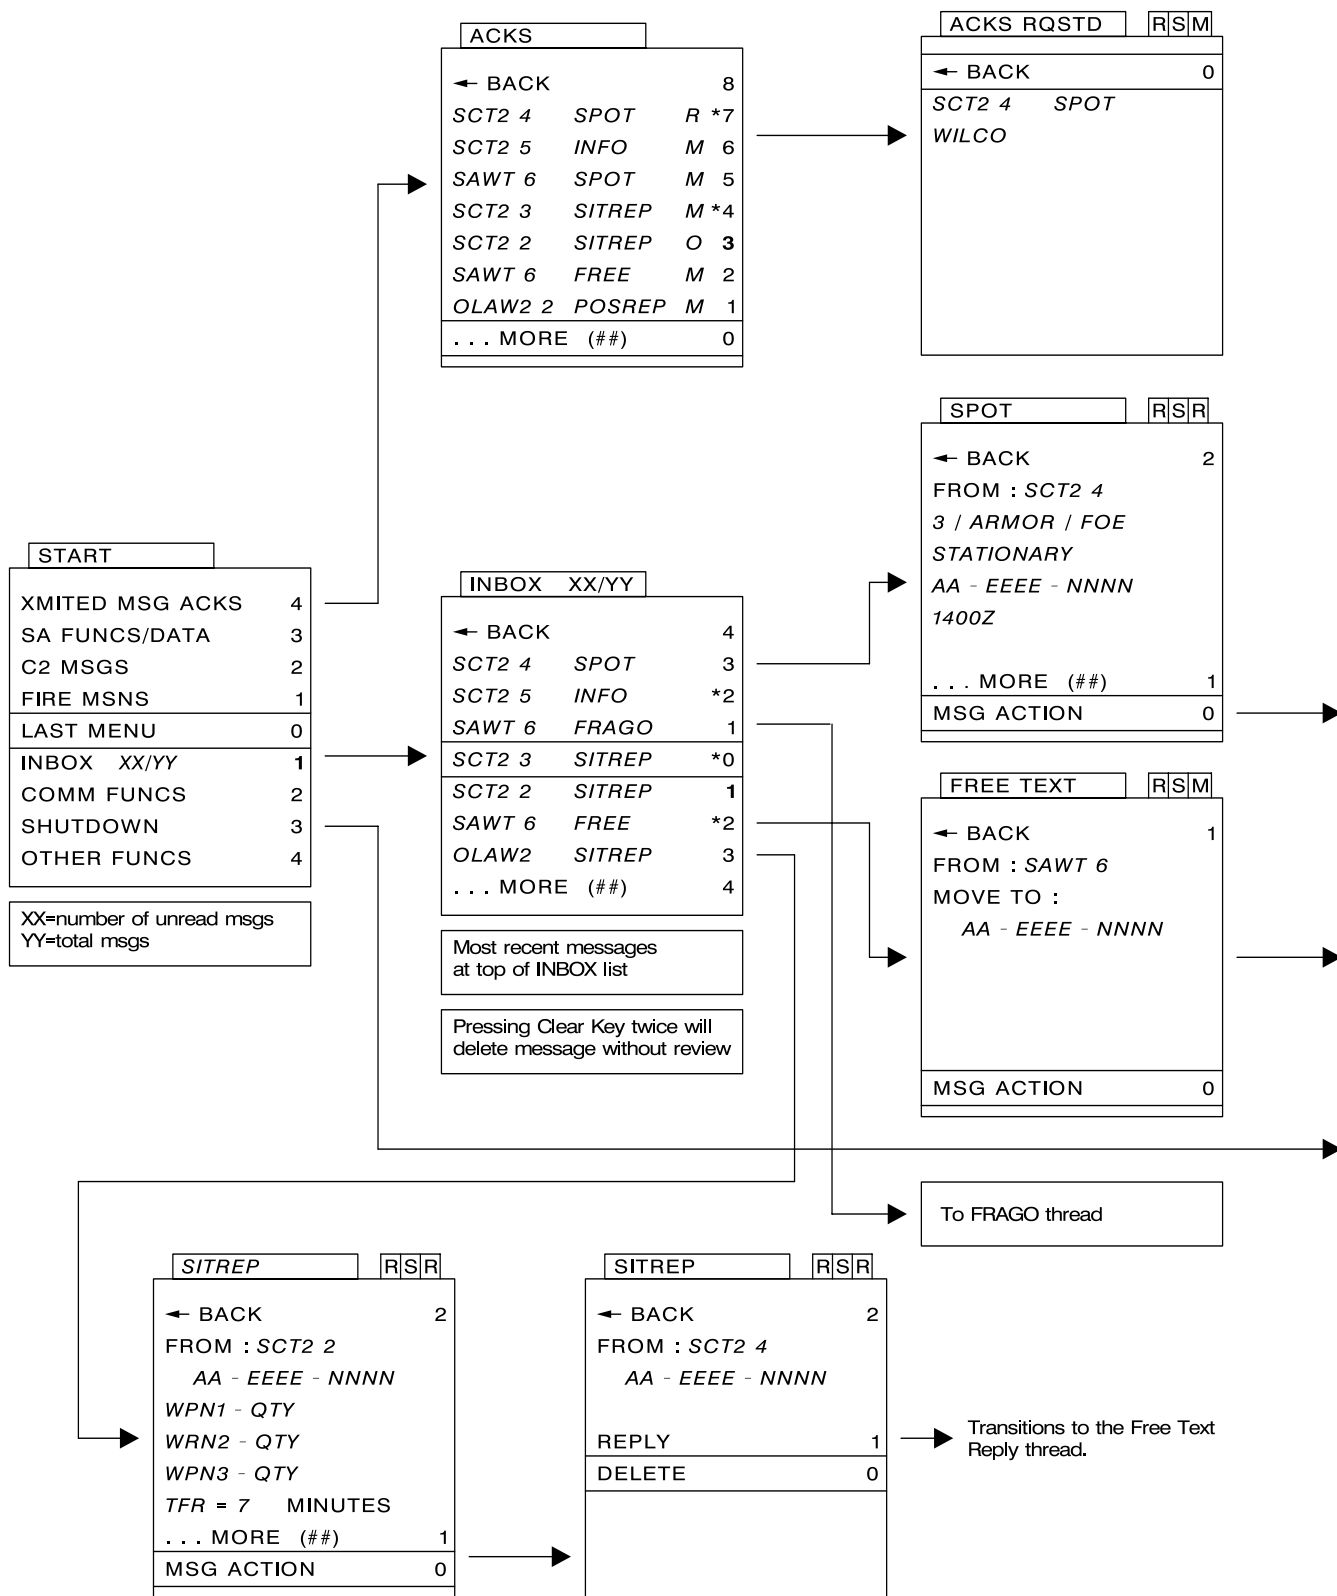 ACKS
← BACK 8
SCT2 4 SPOT R *7
SCT2 5 INFO M 6
SAWT 6 SPOT M 5
SCT2 3 SITREP M *4
SCT2 2 SITREP O 3
SAWT 6 FREE M 2
OLAW2 2 POSREP M 1
. . . MORE (##) 0
ACKS RQSTD R S M
← BACK 0
SCT2 4 SPOT
WILCO
SPOT R S R
← BACK 2
FROM : SCT2 4
3 / ARMOR / FOE
STATIONARY
AA - EEEE - NNNN
1400Z
. . . MORE (##) 1
MSG ACTION 0
START
XMITED MSG ACKS 4
SA FUNCS/DATA 3
C2 MSGS 2
FIRE MSNS 1
LAST MENU 0
INBOX XX/YY 1
COMM FUNCS 2
SHUTDOWN 3
OTHER FUNCS 4
XX=number of unread msgs
YY=total msgs
INBOX XX/YY
← BACK 4
SCT2 4 SPOT 3
SCT2 5 INFO *2
SAWT 6 FRAGO 1
SCT2 3 SITREP *0
SCT2 2 SITREP 1
SAWT 6 FREE *2
OLAW2 SITREP 3
. . . MORE (##) 4
Most recent messages
at top of INBOX list
Pressing Clear Key twice will
delete message without review
FREE TEXT R S M
← BACK 1
FROM : SAWT 6
MOVE TO :
AA - EEEE - NNNN
MSG ACTION 0
To FRAGO thread
SITREP R S R
← BACK 2
FROM : SCT2 2
AA - EEEE - NNNN
WPN1 - QTY
WRN2 - QTY
WPN3 - QTY
TFR = 7 MINUTES
. . . MORE (##) 1
MSG ACTION 0
SITREP R S R
← BACK 2
FROM : SCT2 4
AA - EEEE - NNNN
REPLY 1
DELETE 0
Transitions to the Free Text
Reply thread.